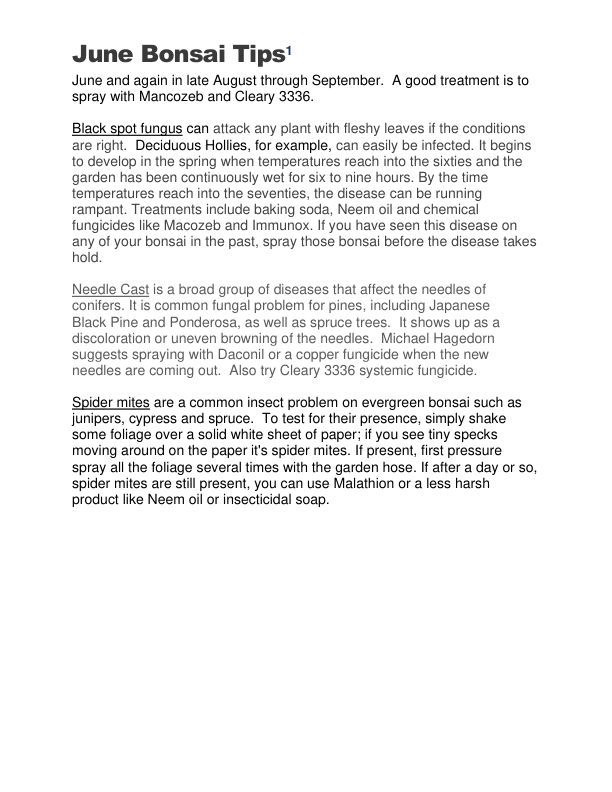 June Bonsai Tips1
June and again in late August through September.  A good treatment is to
spray with Mancozeb and Cleary 3336.
Black spot fungus can attack any plant with fleshy leaves if the conditions
are right.  Deciduous Hollies, for example, can easily be infected. It begins
to develop in the spring when temperatures reach into the sixties and the
garden has been continuously wet for six to nine hours. By the time
temperatures reach into the seventies, the disease can be running
rampant. Treatments include baking soda, Neem oil and chemical
fungicides like Macozeb and Immunox. If you have seen this disease on
any of your bonsai in the past, spray those bonsai before the disease takes
hold.
Needle Cast is a broad group of diseases that affect the needles of
conifers. It is common fungal problem for pines, including Japanese
Black Pine and Ponderosa, as well as spruce trees.  It shows up as a
discoloration or uneven browning of the needles.  Michael Hagedorn
suggests spraying with Daconil or a copper fungicide when the new
needles are coming out.  Also try Cleary 3336 systemic fungicide.
Spider mites are a common insect problem on evergreen bonsai such as
junipers, cypress and spruce.  To test for their presence, simply shake
some foliage over a solid white sheet of paper; if you see tiny specks
moving around on the paper it's spider mites. If present, first pressure
spray all the foliage several times with the garden hose. If after a day or so,
spider mites are still present, you can use Malathion or a less harsh
product like Neem oil or insecticidal soap.